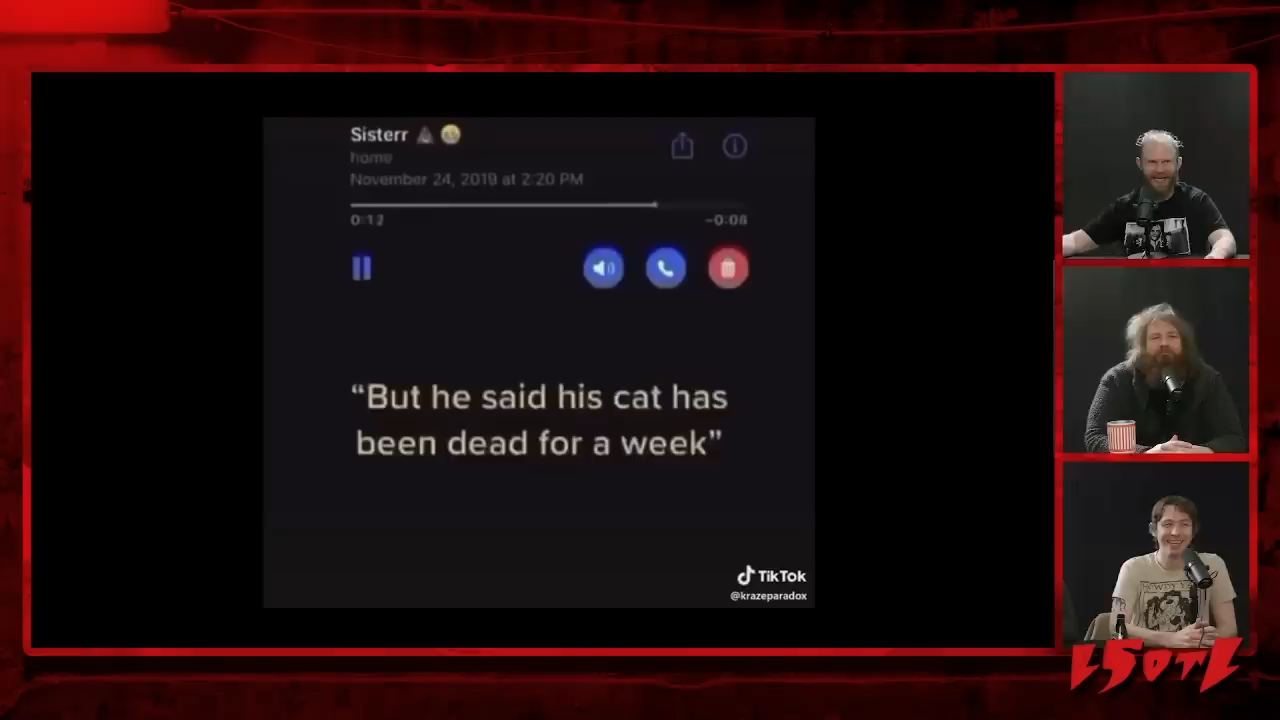 Sisterr
home
November 24, 2019 at 2:20 PM
0:12
-0:08
“But he said his cat has
been dead for a week”
TikTok
@krazeparadox
LSOTL